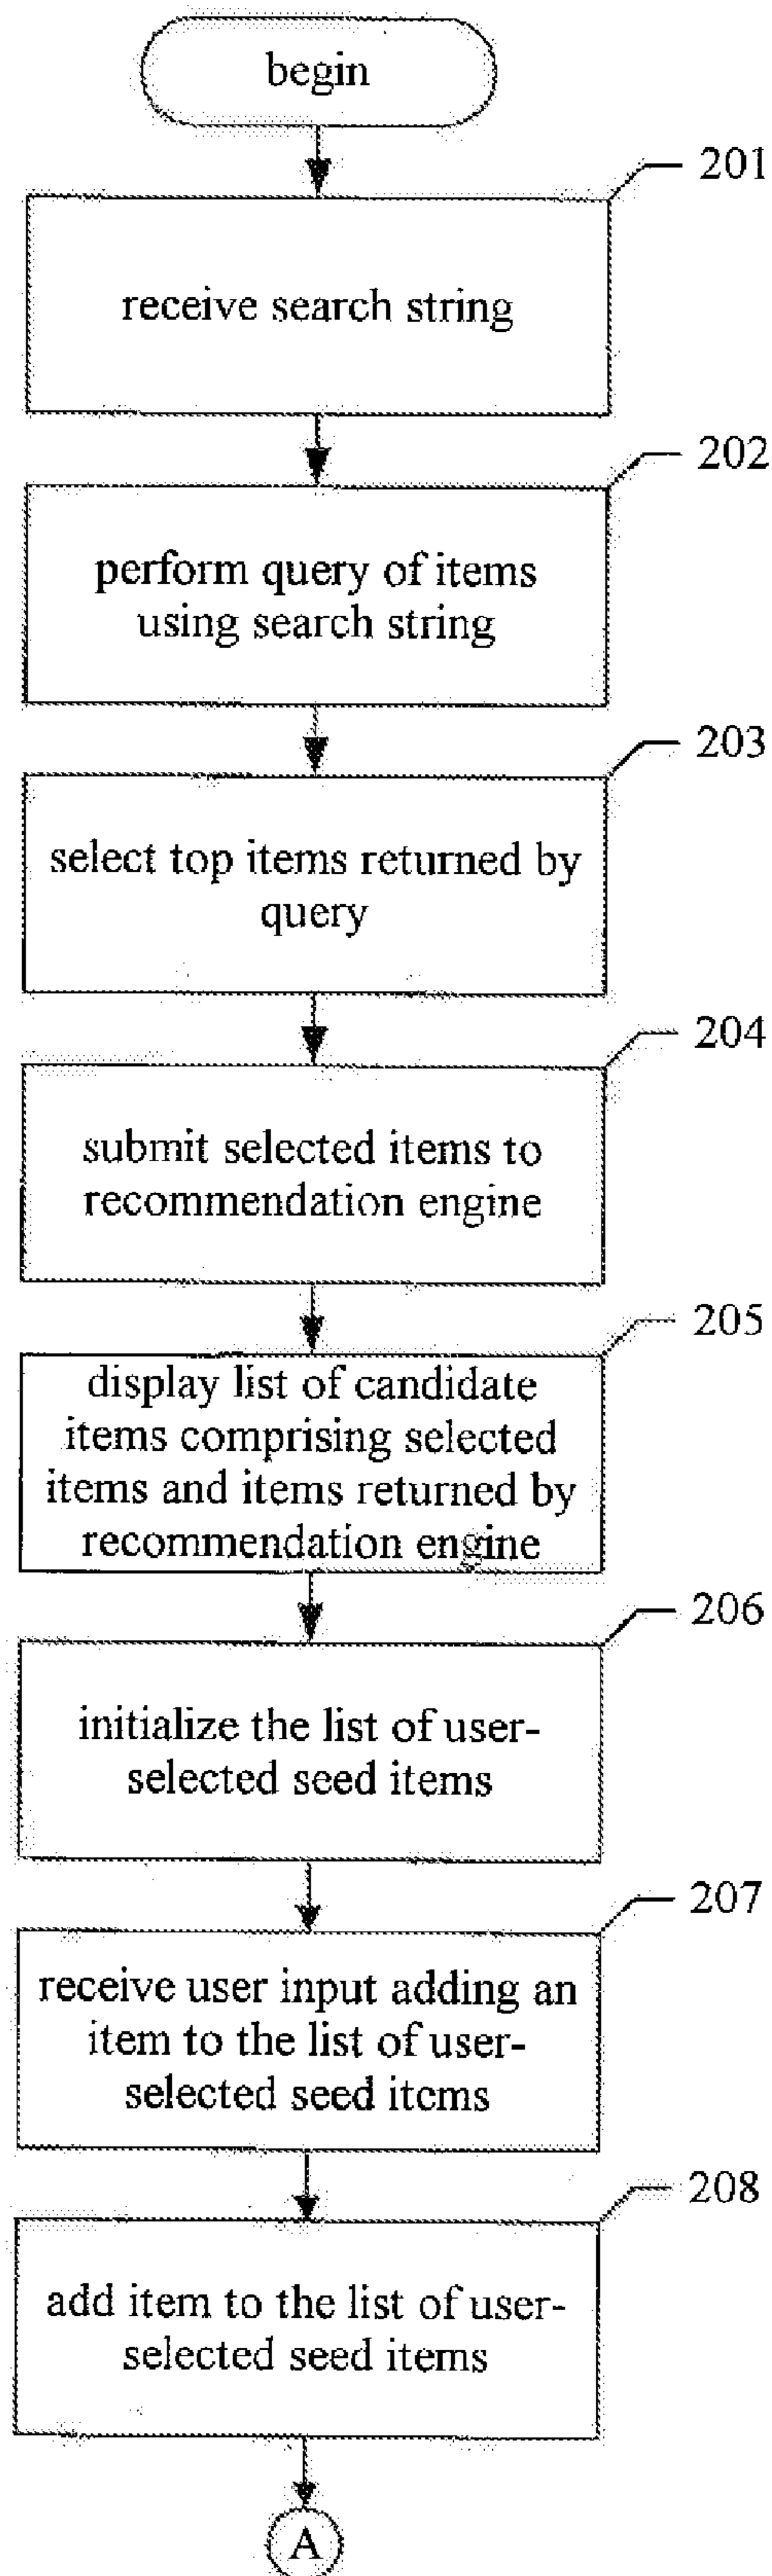 begin
201
receive search string
202
perform query of items
using search string
203
select top items returned by
query
204
submit selected items to
recommendation engine
205
display list of candidate
items comprising selected
items and items returned by
recommendation engine
206
initialize the list of user-
selected seed items
207
receive user input adding an
item to the list of user-
selected seed items
208
add item to the list of user-
selected seed items
A